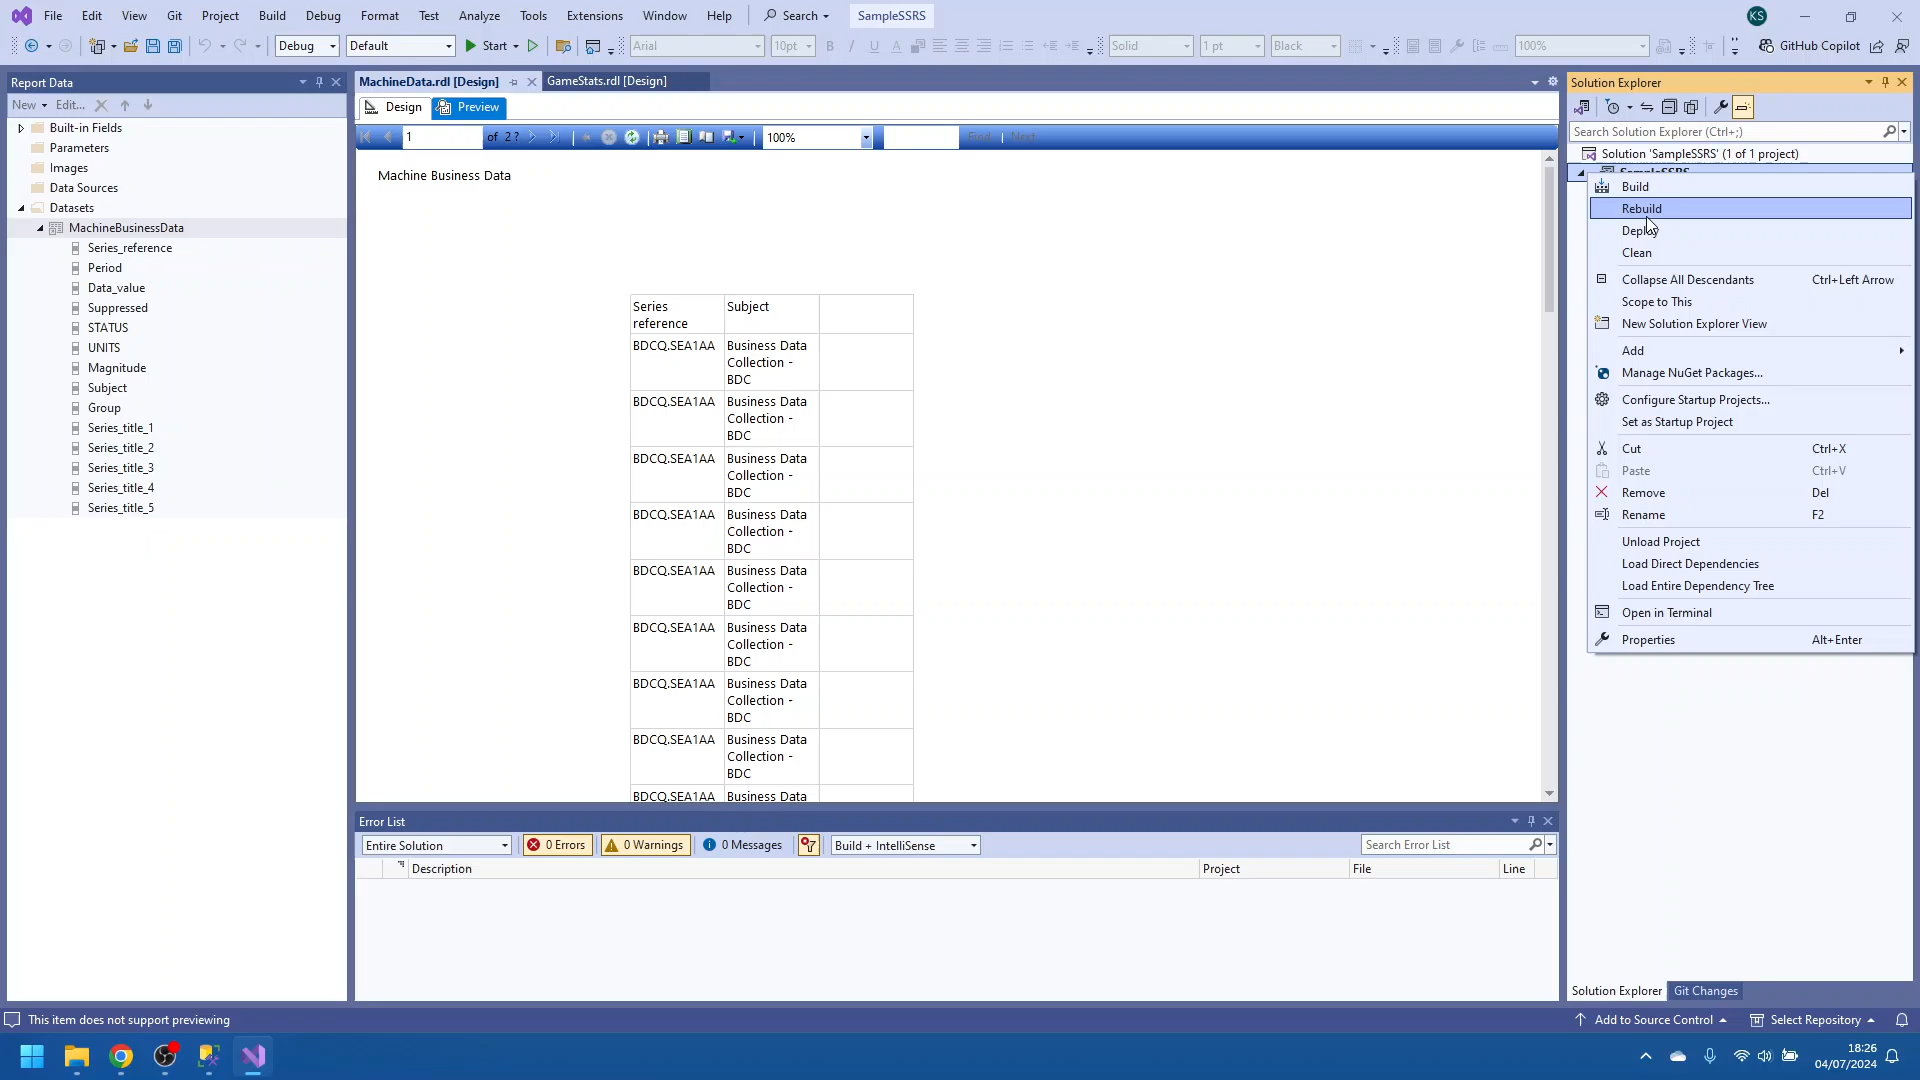 File Edit View Git Project Build Debug Format Test Analyze Tools Extensions Window Help Search SampleSSRS KS
Debug Default Start Arial 10pt Solid 1 pt Black 100% GitHub Copilot
Report Data
New Edit...
Built-in Fields
Parameters
Images
Data Sources
Datasets
MachineBusinessData
Series_reference
Period
Data_value
Suppressed
STATUS
UNITS
Magnitude
Subject
Group
Series_title_1
Series_title_2
Series_title_3
Series_title_4
Series_title_5
MachineData.rdl [Design] GameStats.rdl [Design]
Design Preview
1 of 2 ? 100% Find Next
Machine Business Data
Series reference Subject
BDCQ.SEA1AA Business Data Collection - BDC
BDCQ.SEA1AA Business Data Collection - BDC
BDCQ.SEA1AA Business Data Collection - BDC
BDCQ.SEA1AA Business Data Collection - BDC
BDCQ.SEA1AA Business Data Collection - BDC
BDCQ.SEA1AA Business Data Collection - BDC
BDCQ.SEA1AA Business Data Collection - BDC
BDCQ.SEA1AA Business Data Collection - BDC
BDCQ.SEA1AA Business Data
Error List
Entire Solution 0 Errors 0 Warnings 0 Messages Build + IntelliSense Search Error List
Description Project File Line
Solution Explorer
Search Solution Explorer (Ctrl+;)
Solution 'SampleSSRS' (1 of 1 project)
SampleSSRS
Build
Rebuild
Deploy
Clean
Collapse All Descendants Ctrl+Left Arrow
Scope to This
New Solution Explorer View
Add
Manage NuGet Packages...
Configure Startup Projects...
Set as Startup Project
Cut Ctrl+X
Paste Ctrl+V
Remove Del
Rename F2
Unload Project
Load Direct Dependencies
Load Entire Dependency Tree
Open in Terminal
Properties Alt+Enter
Solution Explorer Git Changes
This item does not support previewing Add to Source Control Select Repository
18:26
04/07/2024